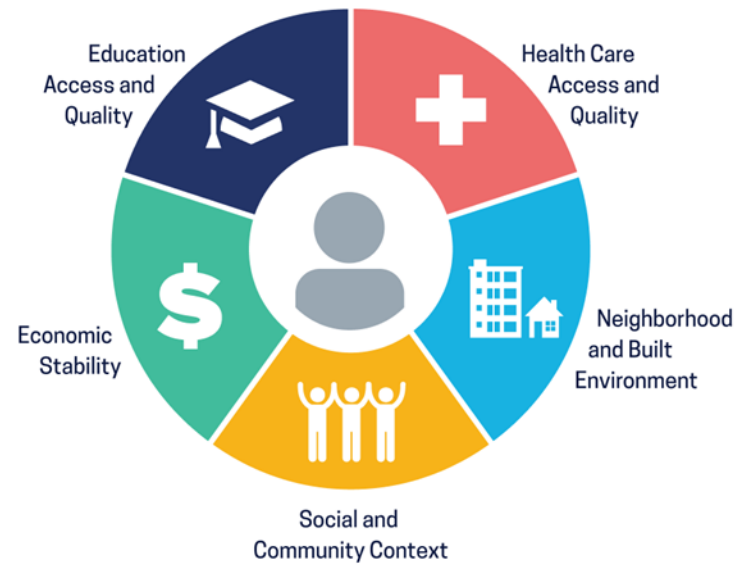 Education
Access and
Quality
Health Care
Access and
Quality
$
Economic
Stability
Neighborhood
and Built
Environment
Social and
Community Context